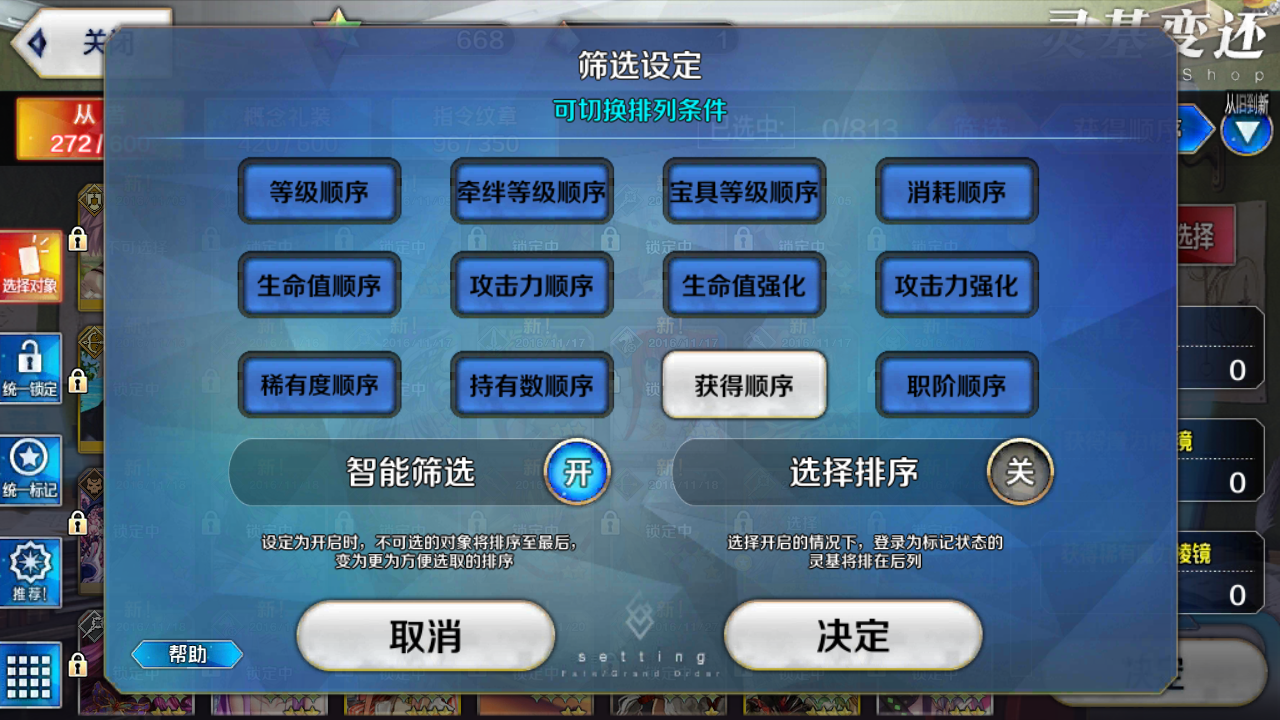 关闭
668
1
灵基变还
Shop
筛选设定
可切换排列条件
从
272/600
概念礼装
420/600
指令纹章
96/350
已选中:
0/813
获得顺序
从旧到新
等级顺序
牵绊等级顺序
宝具等级顺序
消耗顺序
选择
选择对象
生命值顺序
攻击力顺序
生命值强化
攻击力强化
统一锁定
0
稀有度顺序
持有数顺序
获得顺序
职阶顺序
统一标记
智能筛选
开
选择排序
关
镜
0
设定为开启时，不可选的对象将排序至最后，
变为更为方便选取的排序
选择开启的情况下，登录为标记状态的
灵基将排在后列
推荐!
棱镜
0
取消
决定
帮助
setting
Fate/Grand Order